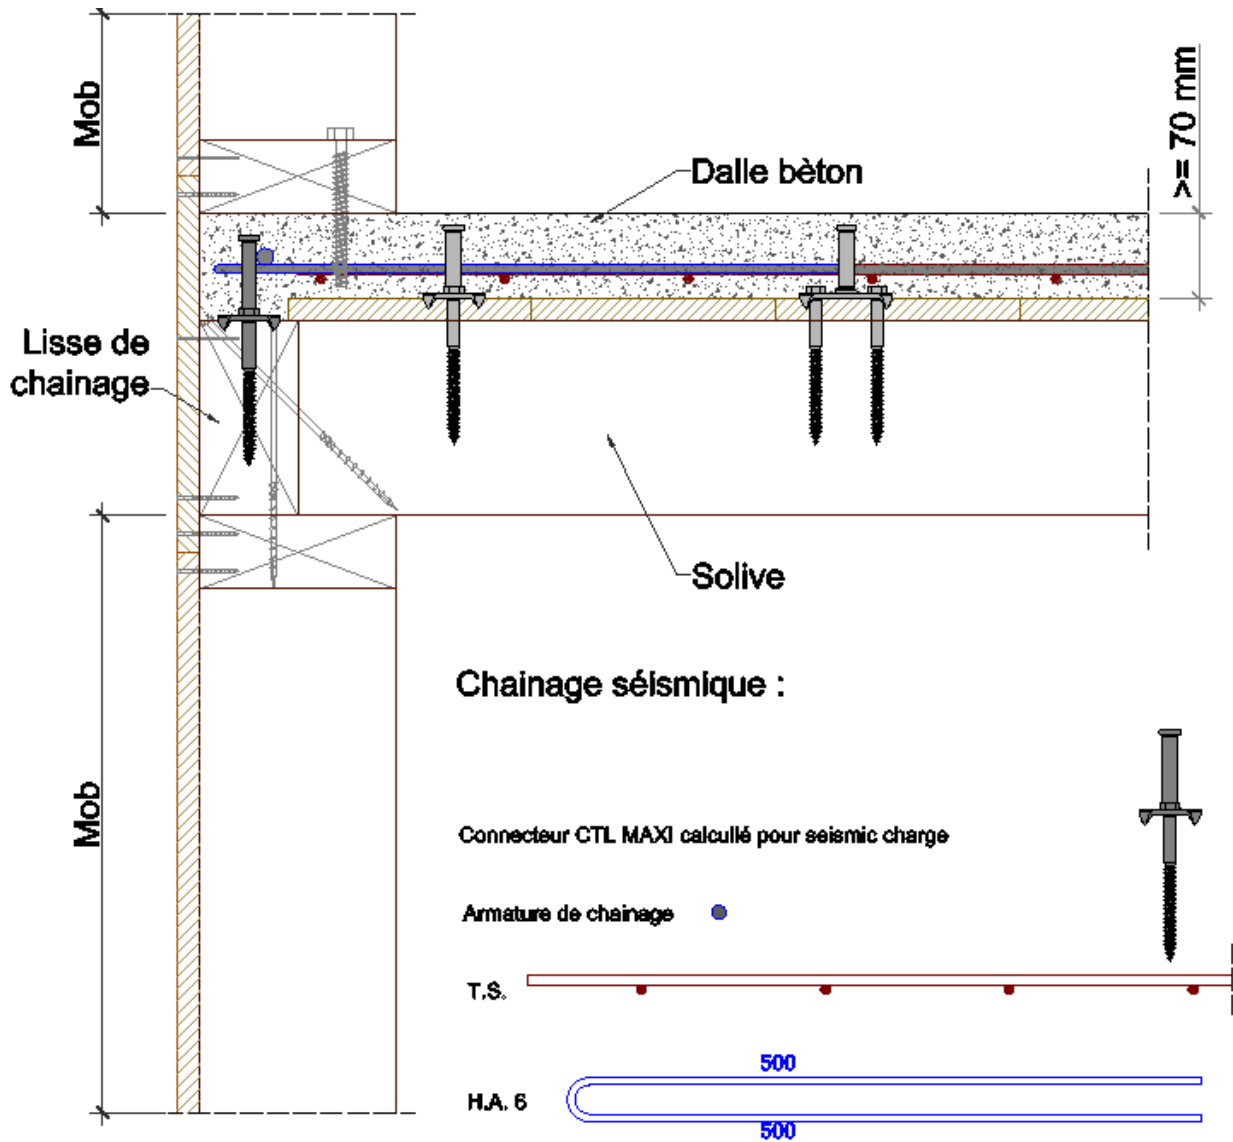 Mob
>= 70 mm
Dalle bèton
Lisse de
chainage
Solive
Chainage séismique :
Mob
Connecteur CTL MAXI calcullé pour seismic charge
Armature de chainage
T.S.
500
H.A. 6
500